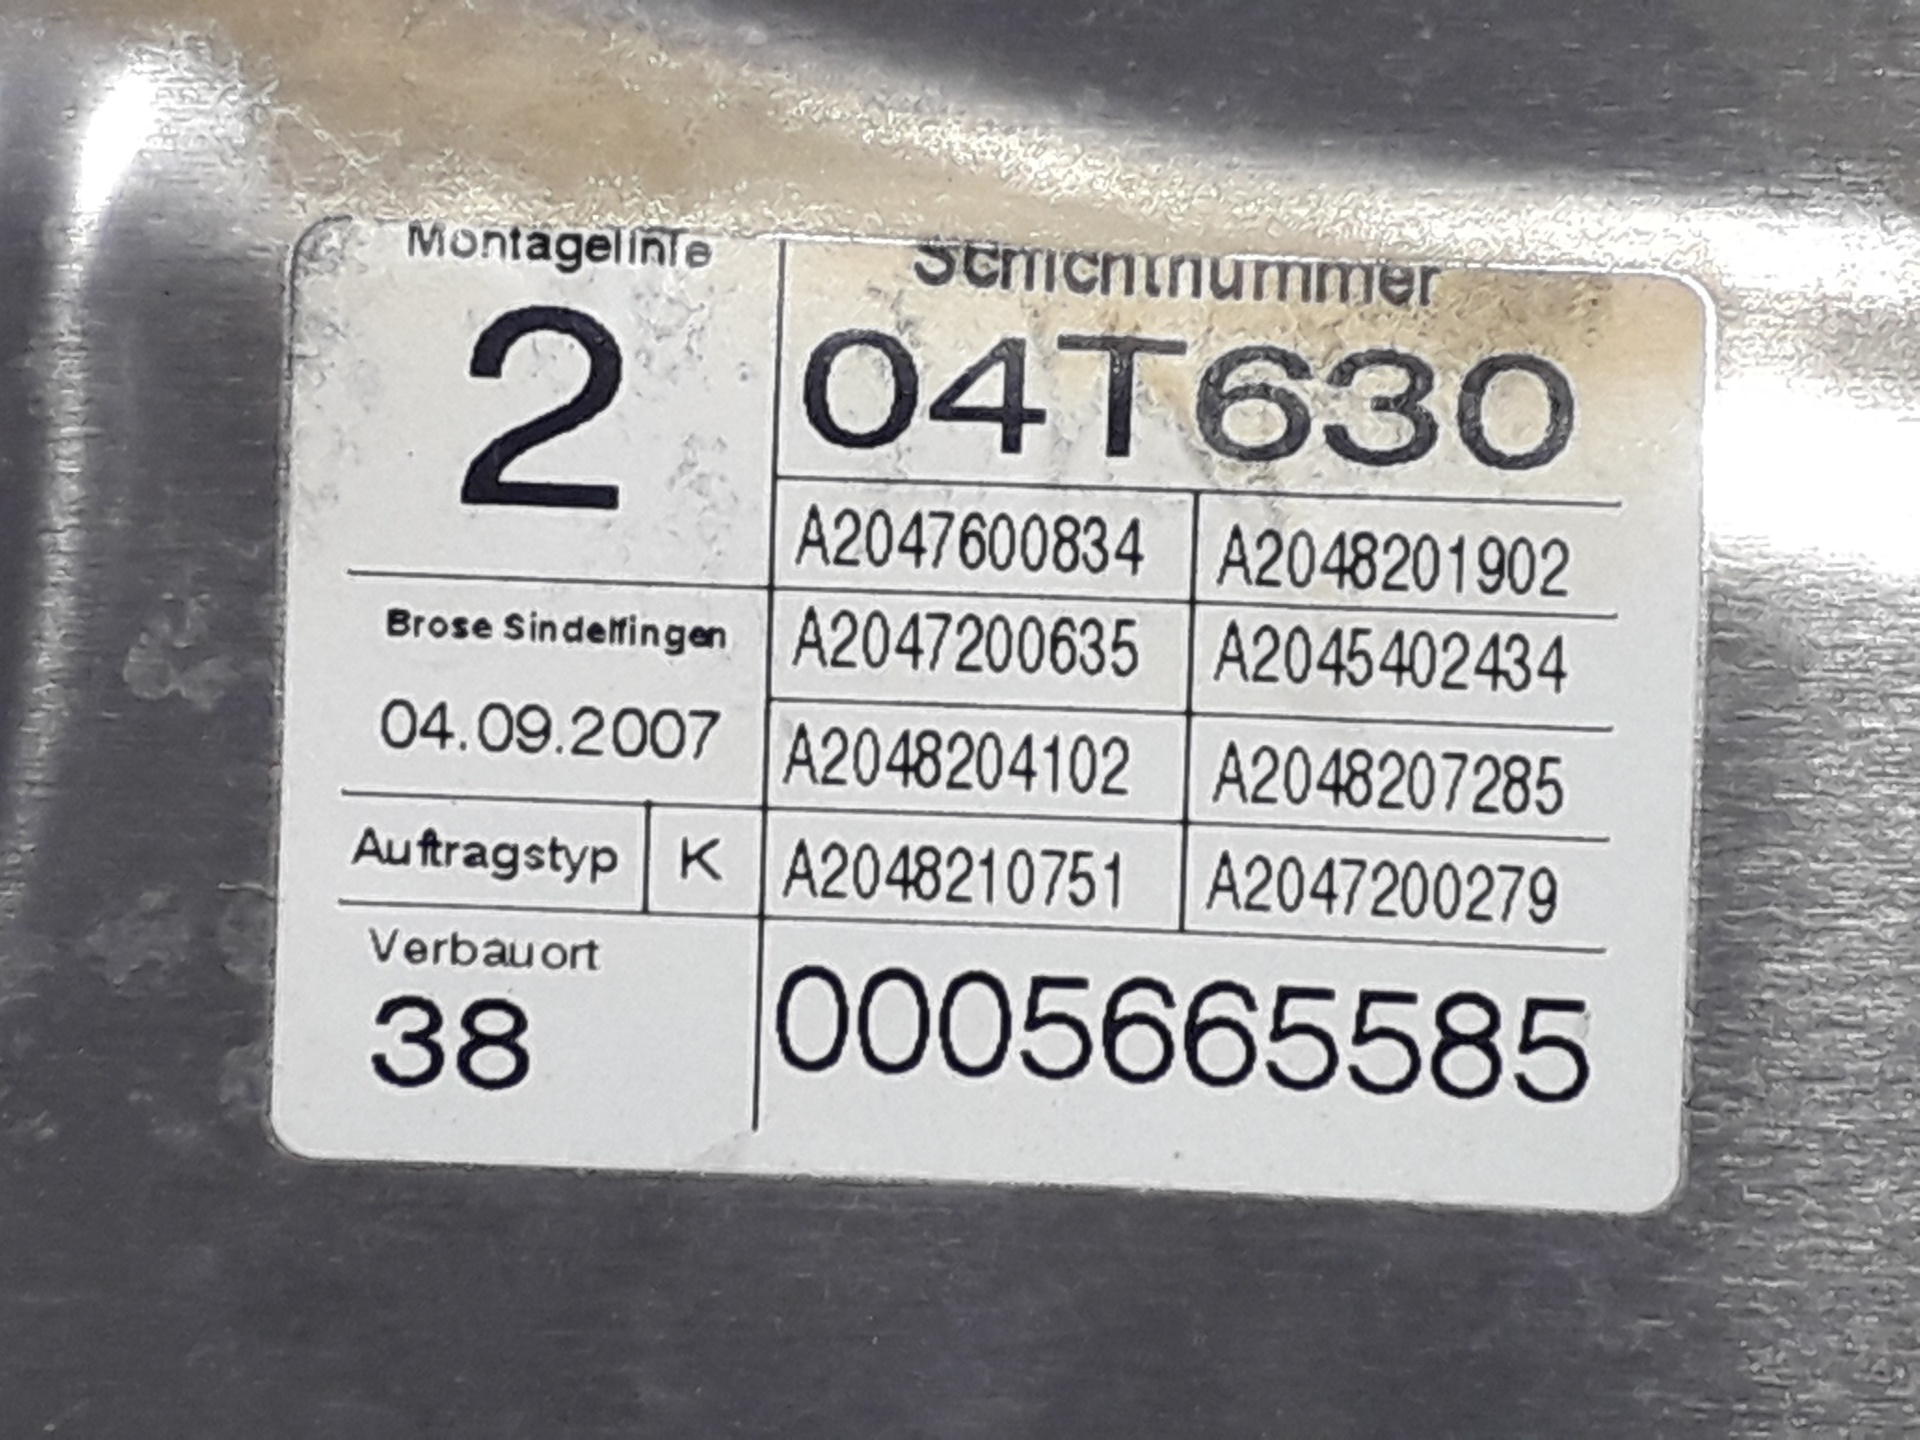 Montagelinie
Schichtnummer
2
04T630
A2047600834
A2048201902
Brose Sindelfingen
A2047200635
A2045402434
04.09.2007
A2048204102
A2048207285
Auftragstyp
K
A2048210751
A2047200279
Verbauort
38
0005665585